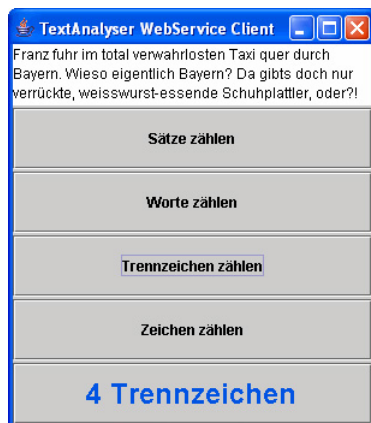 TextAnalyser WebService Client
Franz fuhr im total verwahrlosten Taxi quer durch
Bayern. Wieso eigentlich Bayern? Da gibts doch nur
verrückte, weisswurst-essende Schuhplattler, oder?!
Sätze zählen
Worte zählen
Trennzeichen zählen
Zeichen zählen
4 Trennzeichen